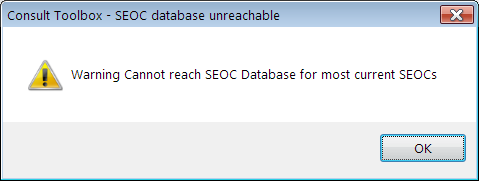 Consult Toolbox - SEOC database unreachable
Warning Cannot reach SEOC Database for most current SEOCs
OK